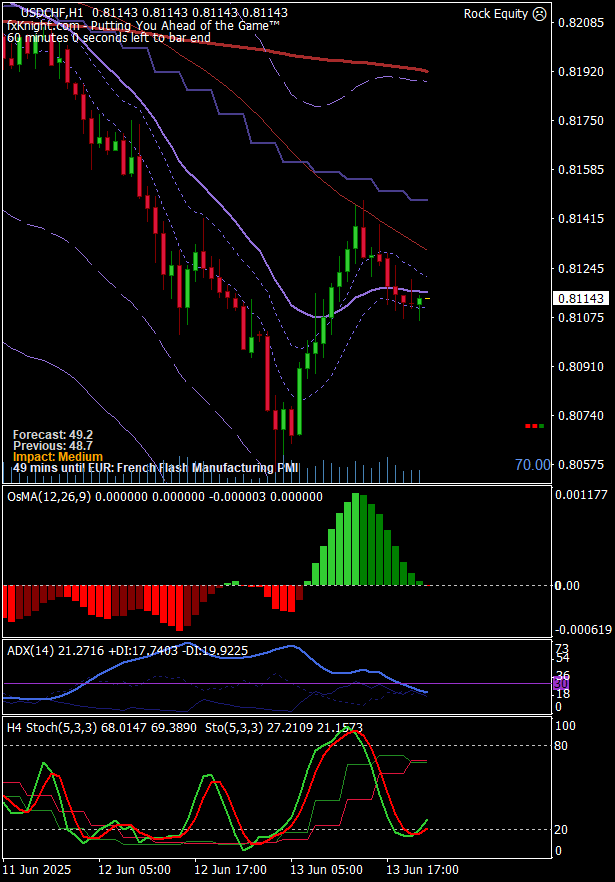 USDCHF,H1 0.81143 0.81143 0.81143 0.81143
Rock Equity
fxKnight.com - Putting You Ahead of the Game™
60 minutes 0 seconds left to bar end
0.82085
0.81920
0.81750
0.81585
0.81415
0.81245
0.81143
0.81075
0.80910
0.80740
0.80575
Forecast: 49.2
Previous: 48.7
Impact: Medium
49 mins until EUR: French Flash Manufacturing PMI
70.00
OsMA(12,26,9) 0.000000 0.000000 -0.000003 0.000000
0.001177
0.00
-0.000619
ADX(14) 21.2716 +DI:17.7403 -DI:19.9225
73
54
36
30
18
0
H4 Stoch(5,3,3) 68.0147 69.3890 Sto(5,3,3) 27.2109 21.1573
100
80
20
0
11 Jun 2025
12 Jun 05:00
12 Jun 17:00
13 Jun 05:00
13 Jun 17:00